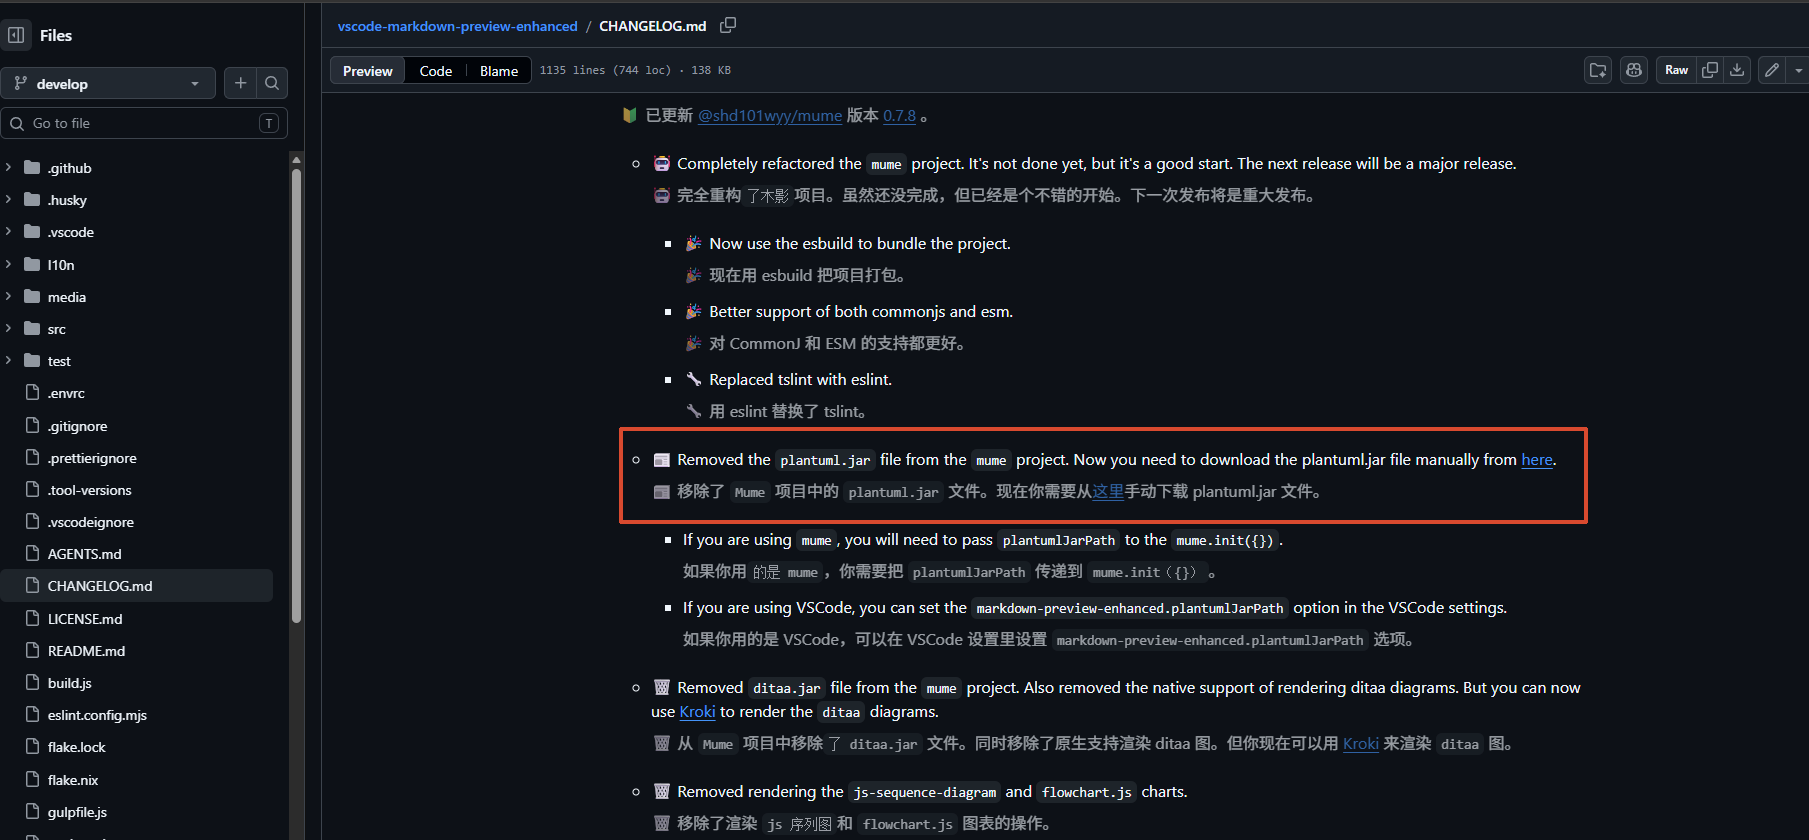 Files
develop
Go to file
T
.github
.husky
.vscode
l10n
media
src
test
.envrc
.gitignore
.prettierignore
.tool-versions
.vscodeignore
AGENTS.md
CHANGELOG.md
LICENSE.md
README.md
build.js
eslint.config.mjs
flake.lock
flake.nix
gulpfile.js
vscode-markdown-preview-enhanced / CHANGELOG.md
Preview Code Blame 1135 lines (744 loc) · 138 KB
Raw
已更新 @shd101wyy/mume 版本 0.7.8 。
Completely refactored the mume project. It's not done yet, but it's a good start. The next release will be a major release.
完全重构 了木影 项目。虽然还没完成，但已经是个不错的开始。下一次发布将是重大发布。
Now use the esbuild to bundle the project.
现在用 esbuild 把项目打包。
Better support of both commonjs and esm.
对 CommonJ 和 ESM 的支持都更好。
Replaced tslint with eslint.
用 eslint 替换了 tslint。
Removed the plantuml.jar file from the mume project. Now you need to download the plantuml.jar file manually from here.
移除了 Mume 项目中的 plantuml.jar 文件。现在你需要从这里手动下载 plantuml.jar 文件。
If you are using mume, you will need to pass plantumlJarPath to the mume.init({}).
如果你用 的是 mume ，你需要把 plantumlJarPath 传递到 mume.init（{}） 。
If you are using VSCode, you can set the markdown-preview-enhanced.plantumlJarPath option in the VSCode settings.
如果你用的是 VSCode，可以在 VSCode 设置里设置 markdown-preview-enhanced.plantumlJarPath 选项。
Removed ditaa.jar file from the mume project. Also removed the native support of rendering ditaa diagrams. But you can now
use Kroki to render the ditaa diagrams.
从 Mume 项目中移除 了 ditaa.jar 文件。同时移除了原生支持渲染 ditaa 图。但你现在可以用 Kroki 来渲染 ditaa 图。
Removed rendering the js-sequence-diagram and flowchart.js charts.
移除了渲染 js 序列图 和 flowchart.js 图表的操作。